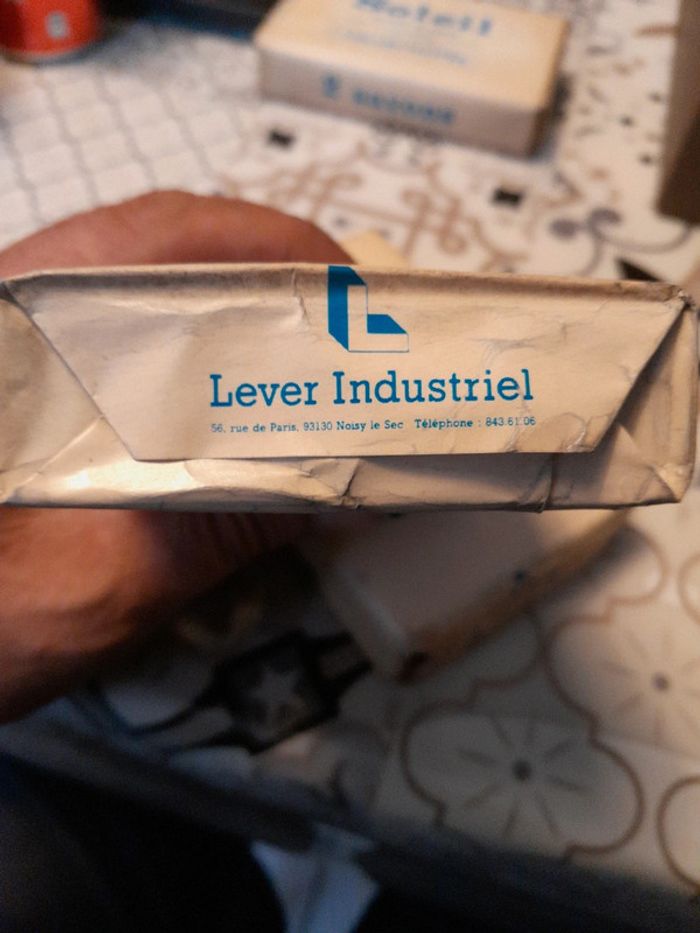 Lever Industriel
56, rue de Paris, 93130 Noisy le Sec Téléphone : 843.61.06